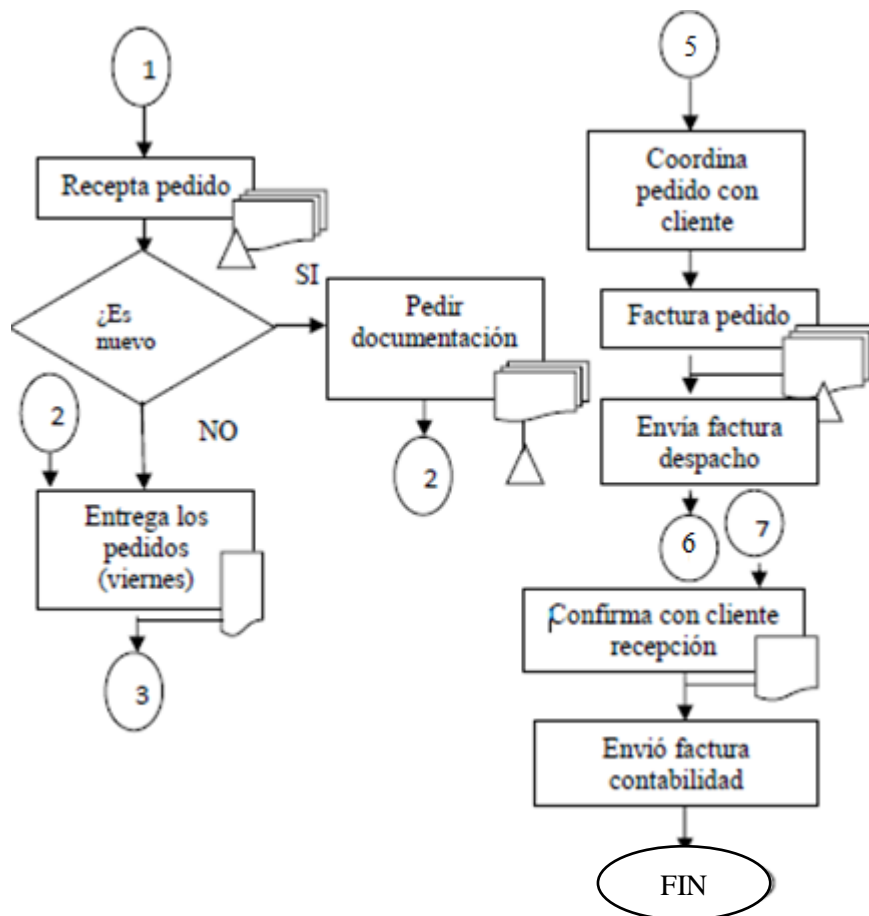 1
Recepta pedido
SI
¿Es
nuevo
Pedir
documentación
2
NO
2
Entrega los
pedidos
(viernes)
3
5
Coordina
pedido con
cliente
Factura pedido
Envía factura
despacho
6
7
Confirma con cliente
recepción
Envió factura
contabilidad
FIN